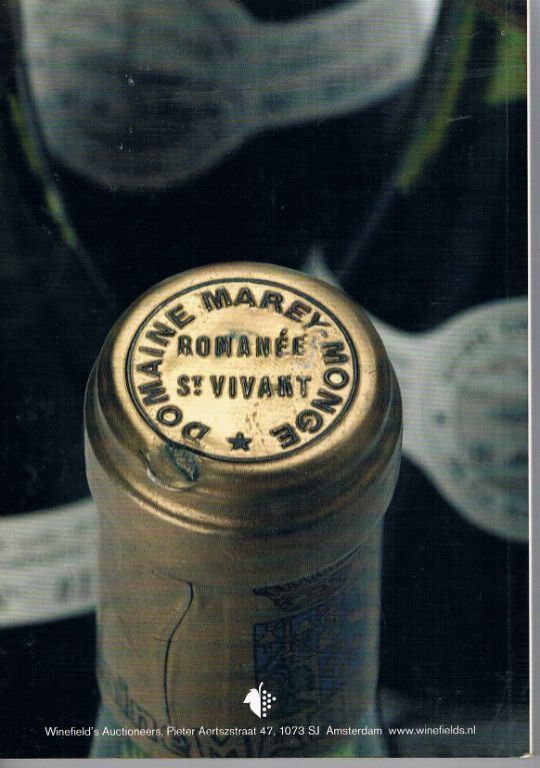 DOMAINE MAREY-MONGE
ROMANÉE
ST VIVANT
Winefield's Auctioneers, Pieter Aertszstraat 47, 1073 SJ Amsterdam www.winefields.nl